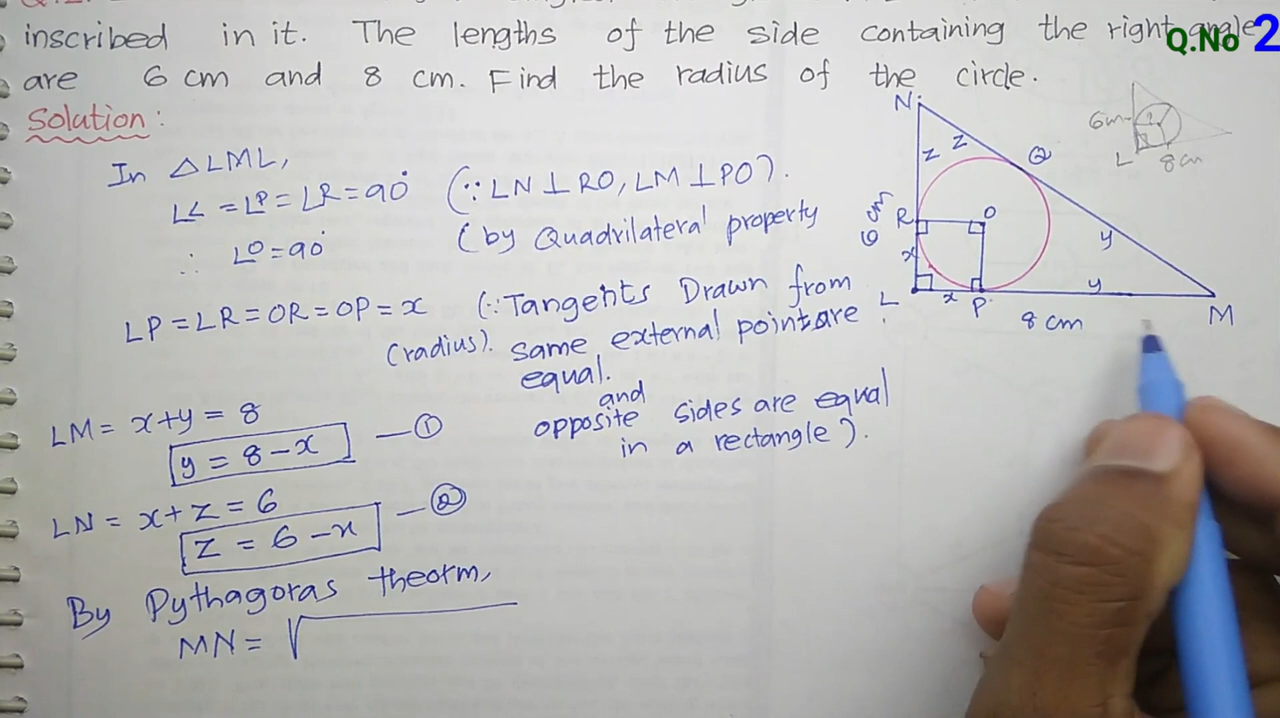 inscribed in it. The lengths of the side containing the right angle
Q.No 2
are 6 cm and 8 cm. Find the radius of the circle.
Solution:
In △LML,
∠L = ∠P = ∠R = 90° (∵ LN ⊥ RO, LM ⊥ PO).
∴ ∠O = 90° (by Quadrilateral property
LP = LR = OR = OP = x (∵ Tangents Drawn from
(radius). same external point are
equal.
and
opposite sides are equal
in a rectangle).
LM = x + y = 8
y = 8 - x — ①
LN = x + z = 6
z = 6 - x — ②
By Pythagoras theorm,
MN = √
N
z z Q
6 cm
R O
x y
L x P y M
8 cm
6cm
L 8cm